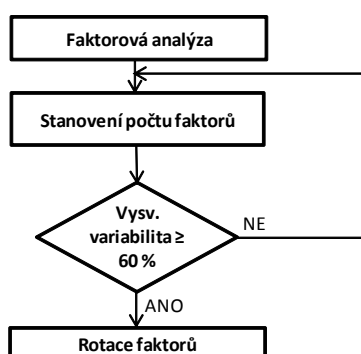 Faktorová analýza
Stanovení počtu faktorů
Vysv.
variabilita ≥
60 %
NE
ANO
Rotace faktorů